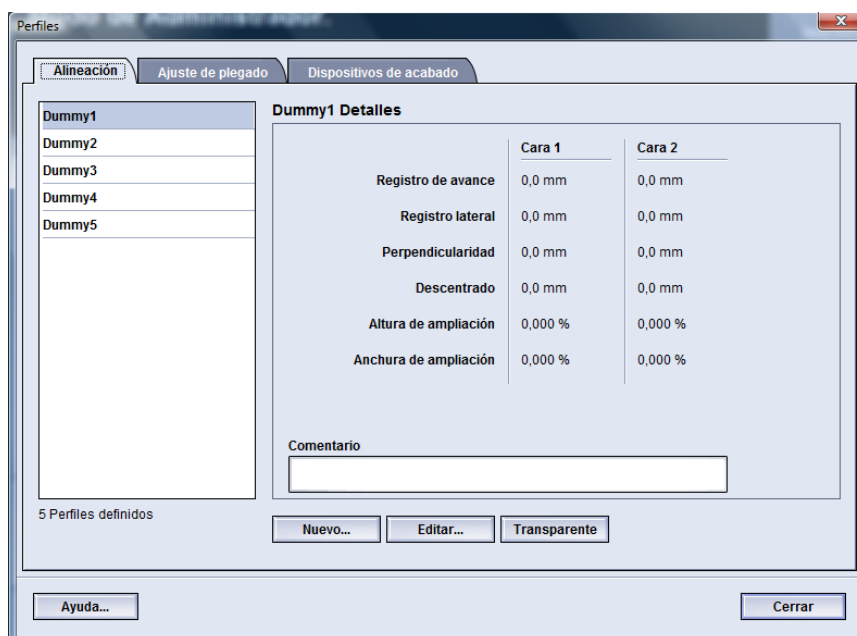 Modo de Administrador.
Perfiles
Alineación
Ajuste de plegado
Dispositivos de acabado
Dummy1
Dummy2
Dummy3
Dummy4
Dummy5
5 Perfiles definidos
Dummy1 Detalles
Cara 1 Cara 2
Registro de avance 0,0 mm 0,0 mm
Registro lateral 0,0 mm 0,0 mm
Perpendicularidad 0,0 mm 0,0 mm
Descentrado 0,0 mm 0,0 mm
Altura de ampliación 0,000 % 0,000 %
Anchura de ampliación 0,000 % 0,000 %
Comentario
Nuevo... Editar... Transparente
Ayuda... Cerrar